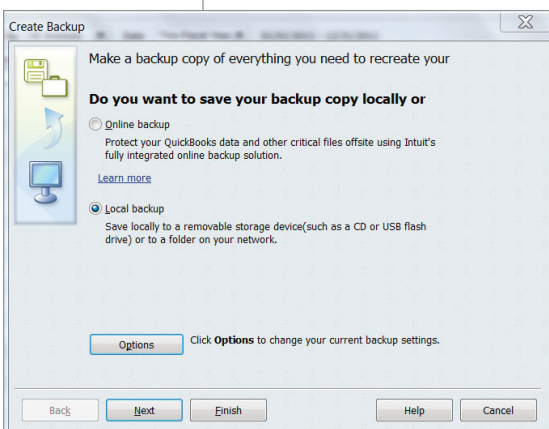 Create Backup
Make a backup copy of everything you need to recreate your
Do you want to save your backup copy locally or
Online backup
Protect your QuickBooks data and other critical files offsite using Intuit's
fully integrated online backup solution.
Learn more
Local backup
Save locally to a removable storage device(such as a CD or USB flash
drive) or to a folder on your network.
Options
Click Options to change your current backup settings.
Back
Next
Finish
Help
Cancel